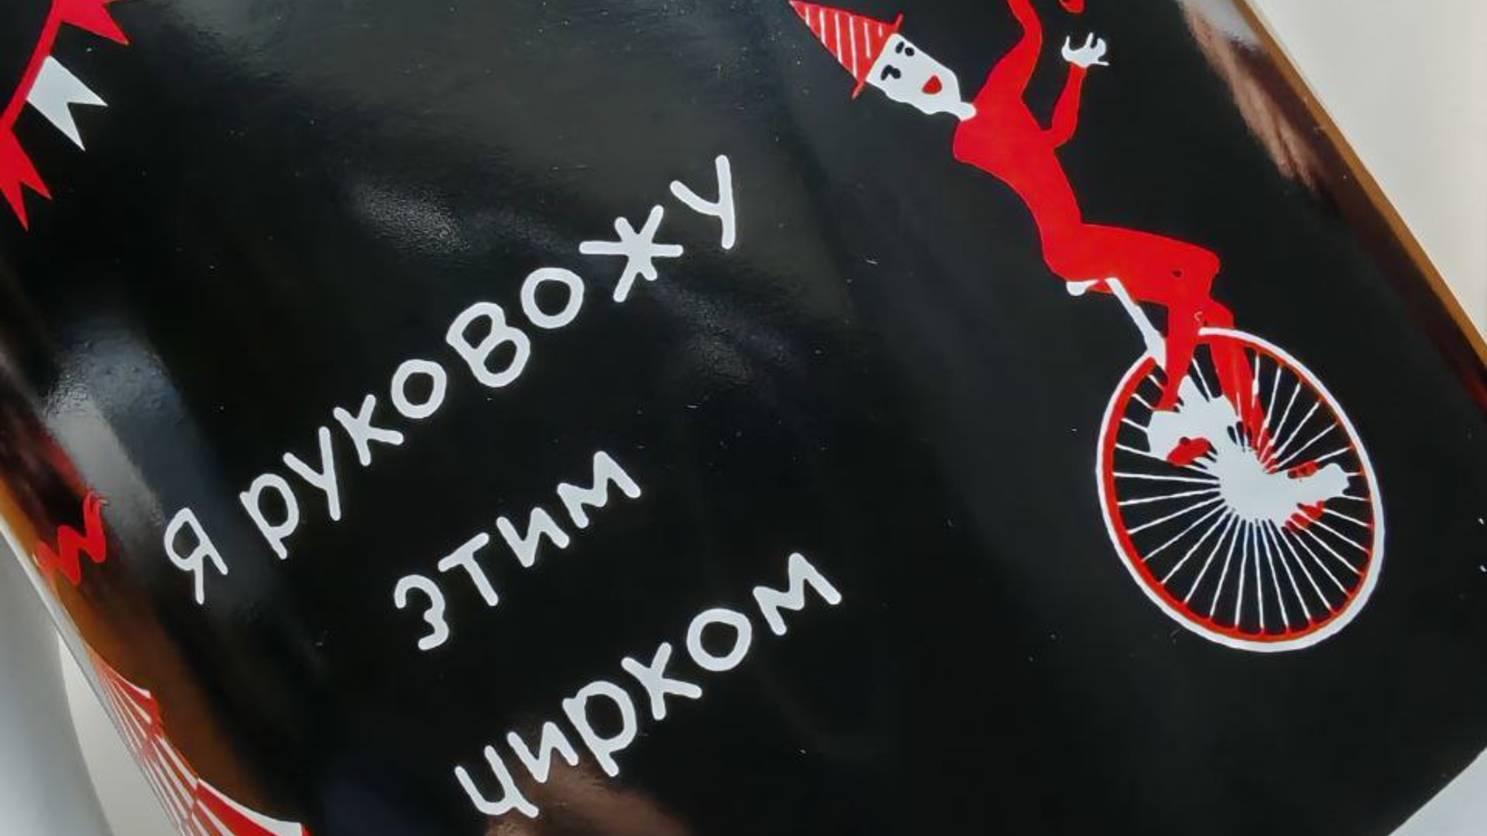 я руковожу
этим
цирком